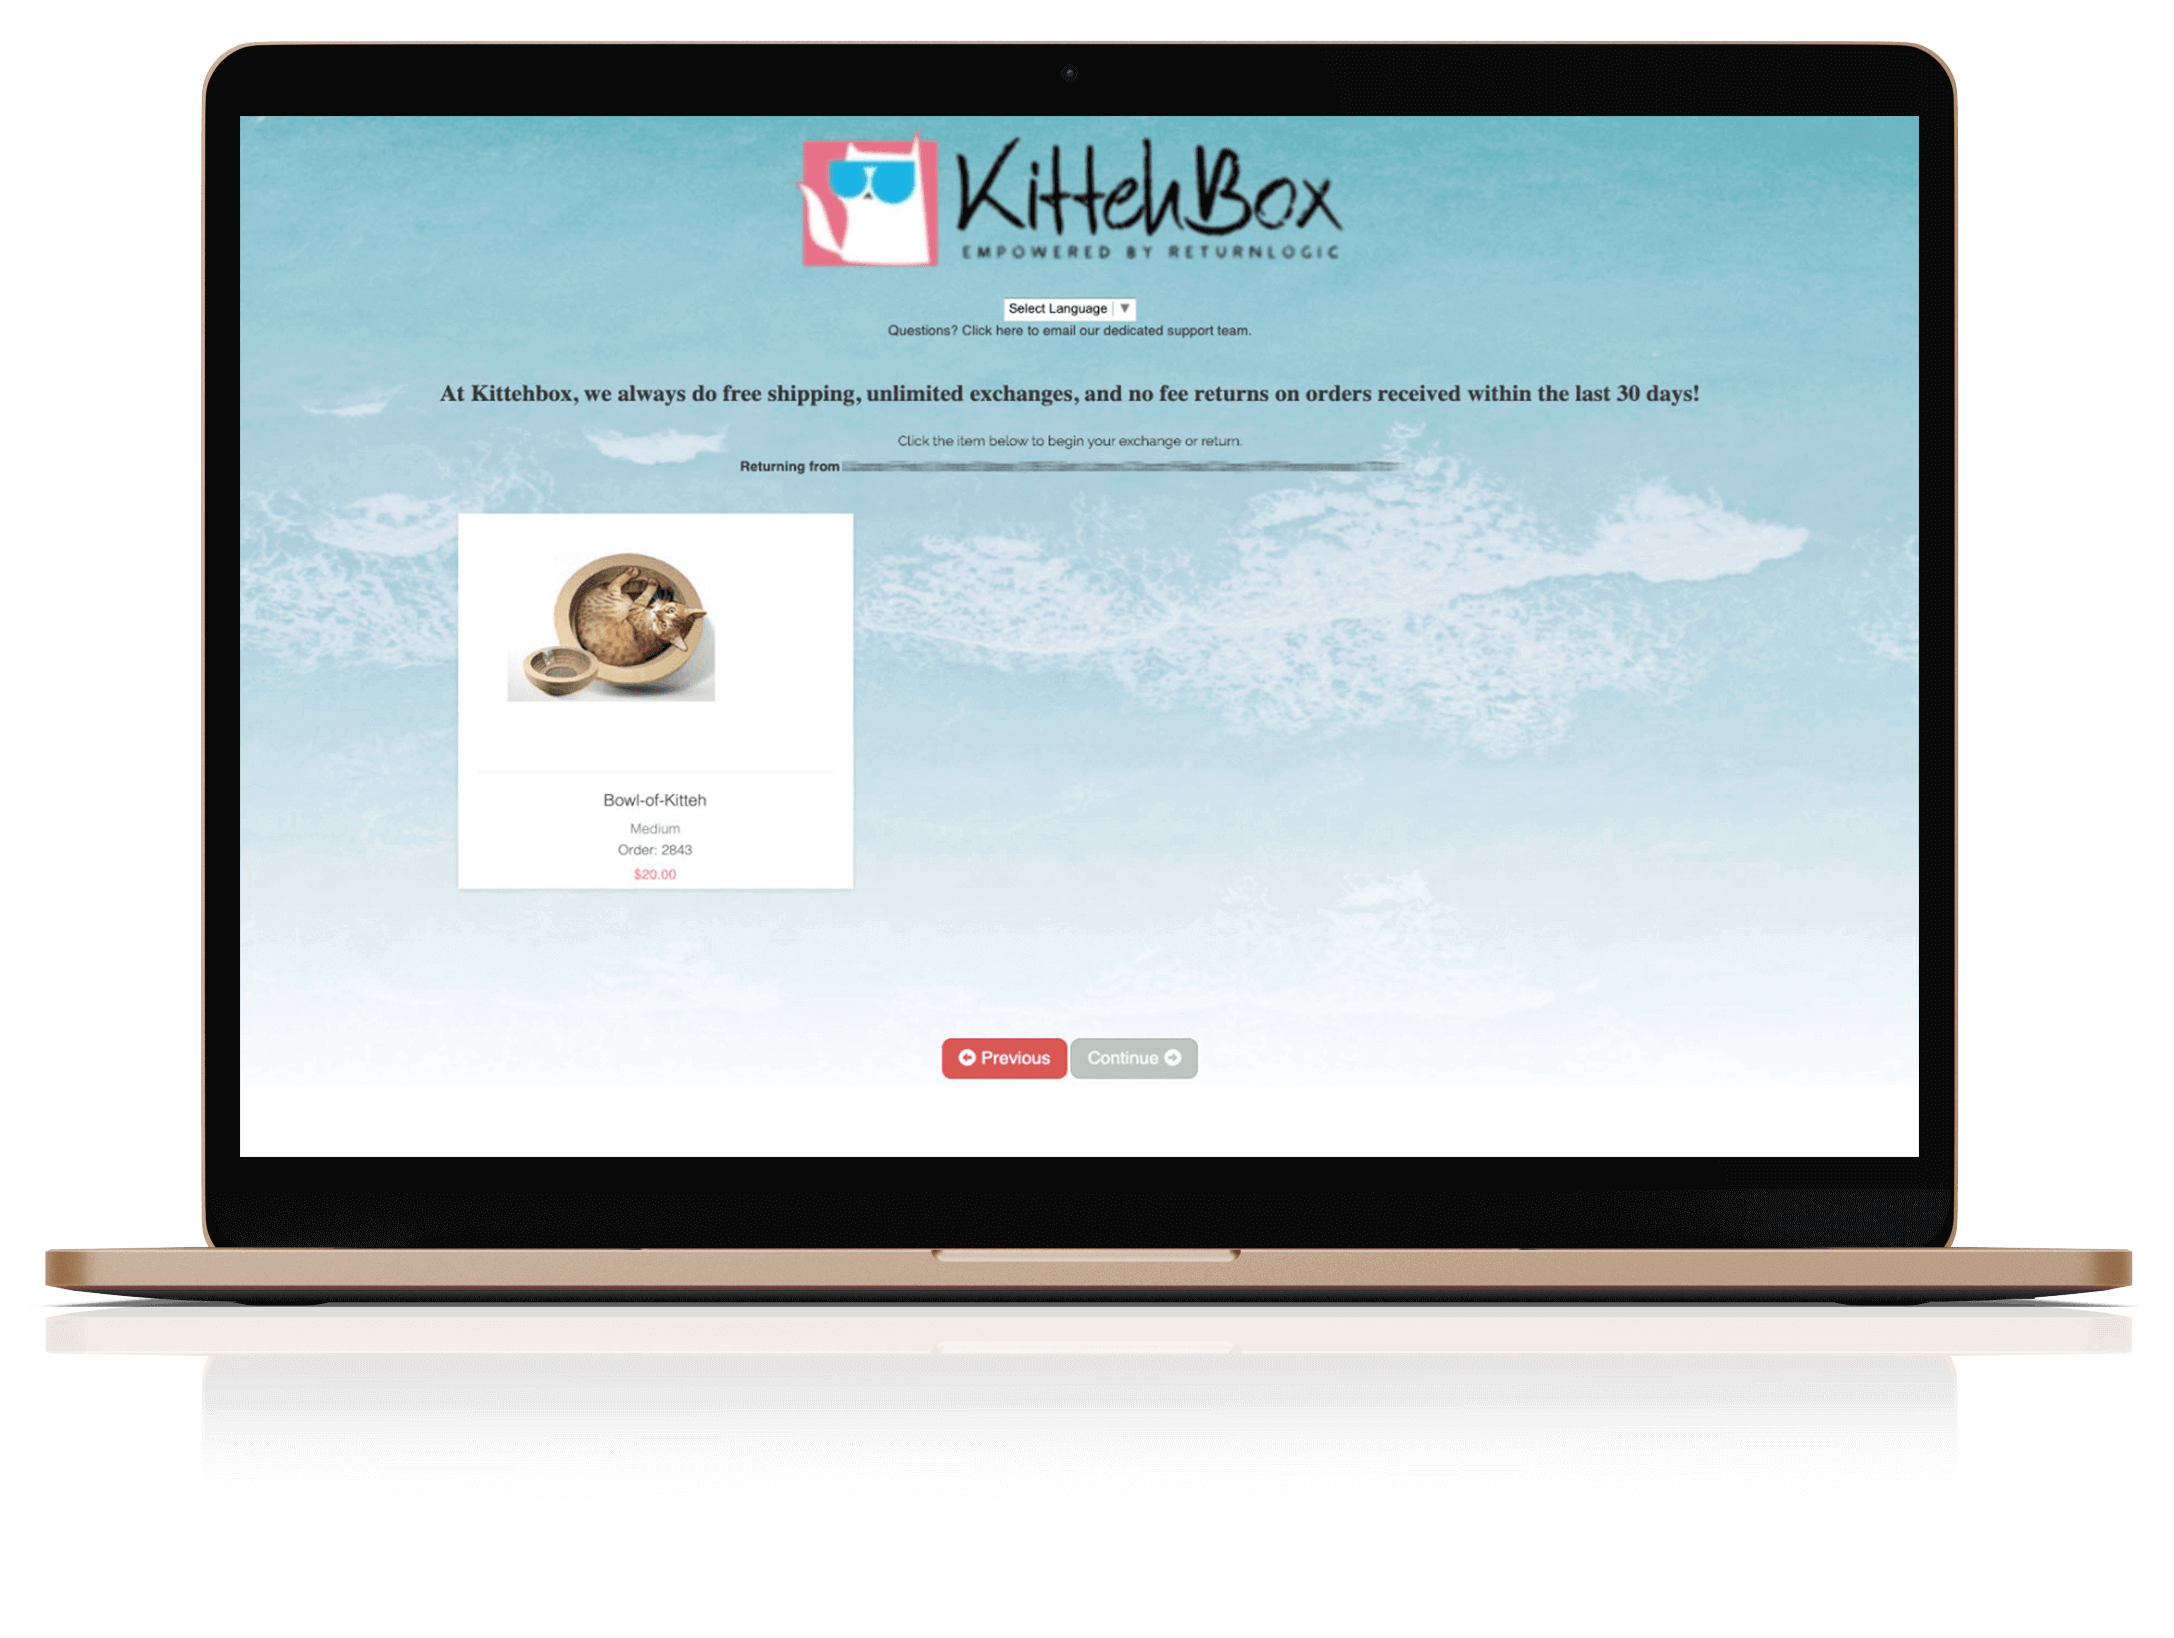 KittehBox
EMPOWERED BY RETURNLOGIC
Select Language ▼
Questions? Click here to email our dedicated support team.
At Kittehbox, we always do free shipping, unlimited exchanges, and no fee returns on orders received within the last 30 days!
Click the item below to begin your exchange or return.
Returning from
Bowl-of-Kitteh
Medium
Order: 2843
$20.00
Previous
Continue